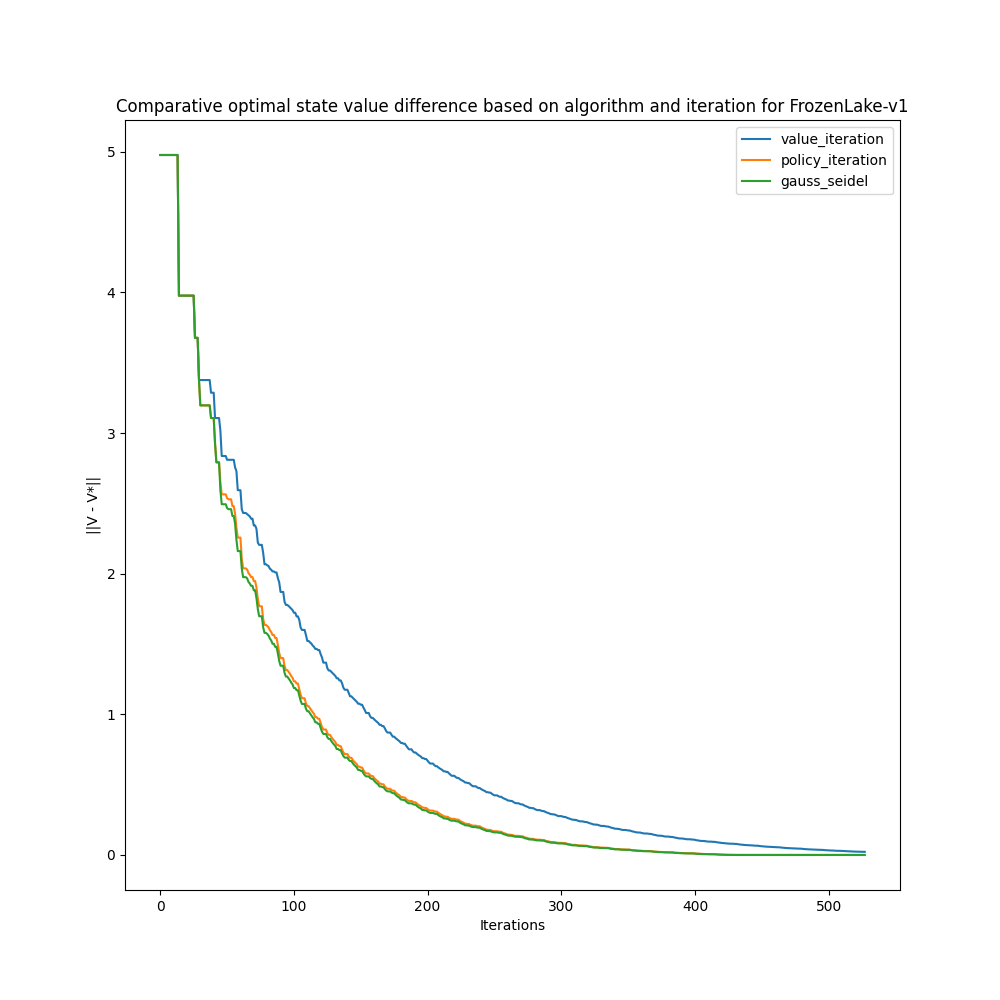 Comparative optimal state value difference based on algorithm and iteration for FrozenLake-v1
value_iteration
policy_iteration
gauss_seidel
5
4
3
2
1
0
||V - V*||
0 100 200 300 400 500
Iterations